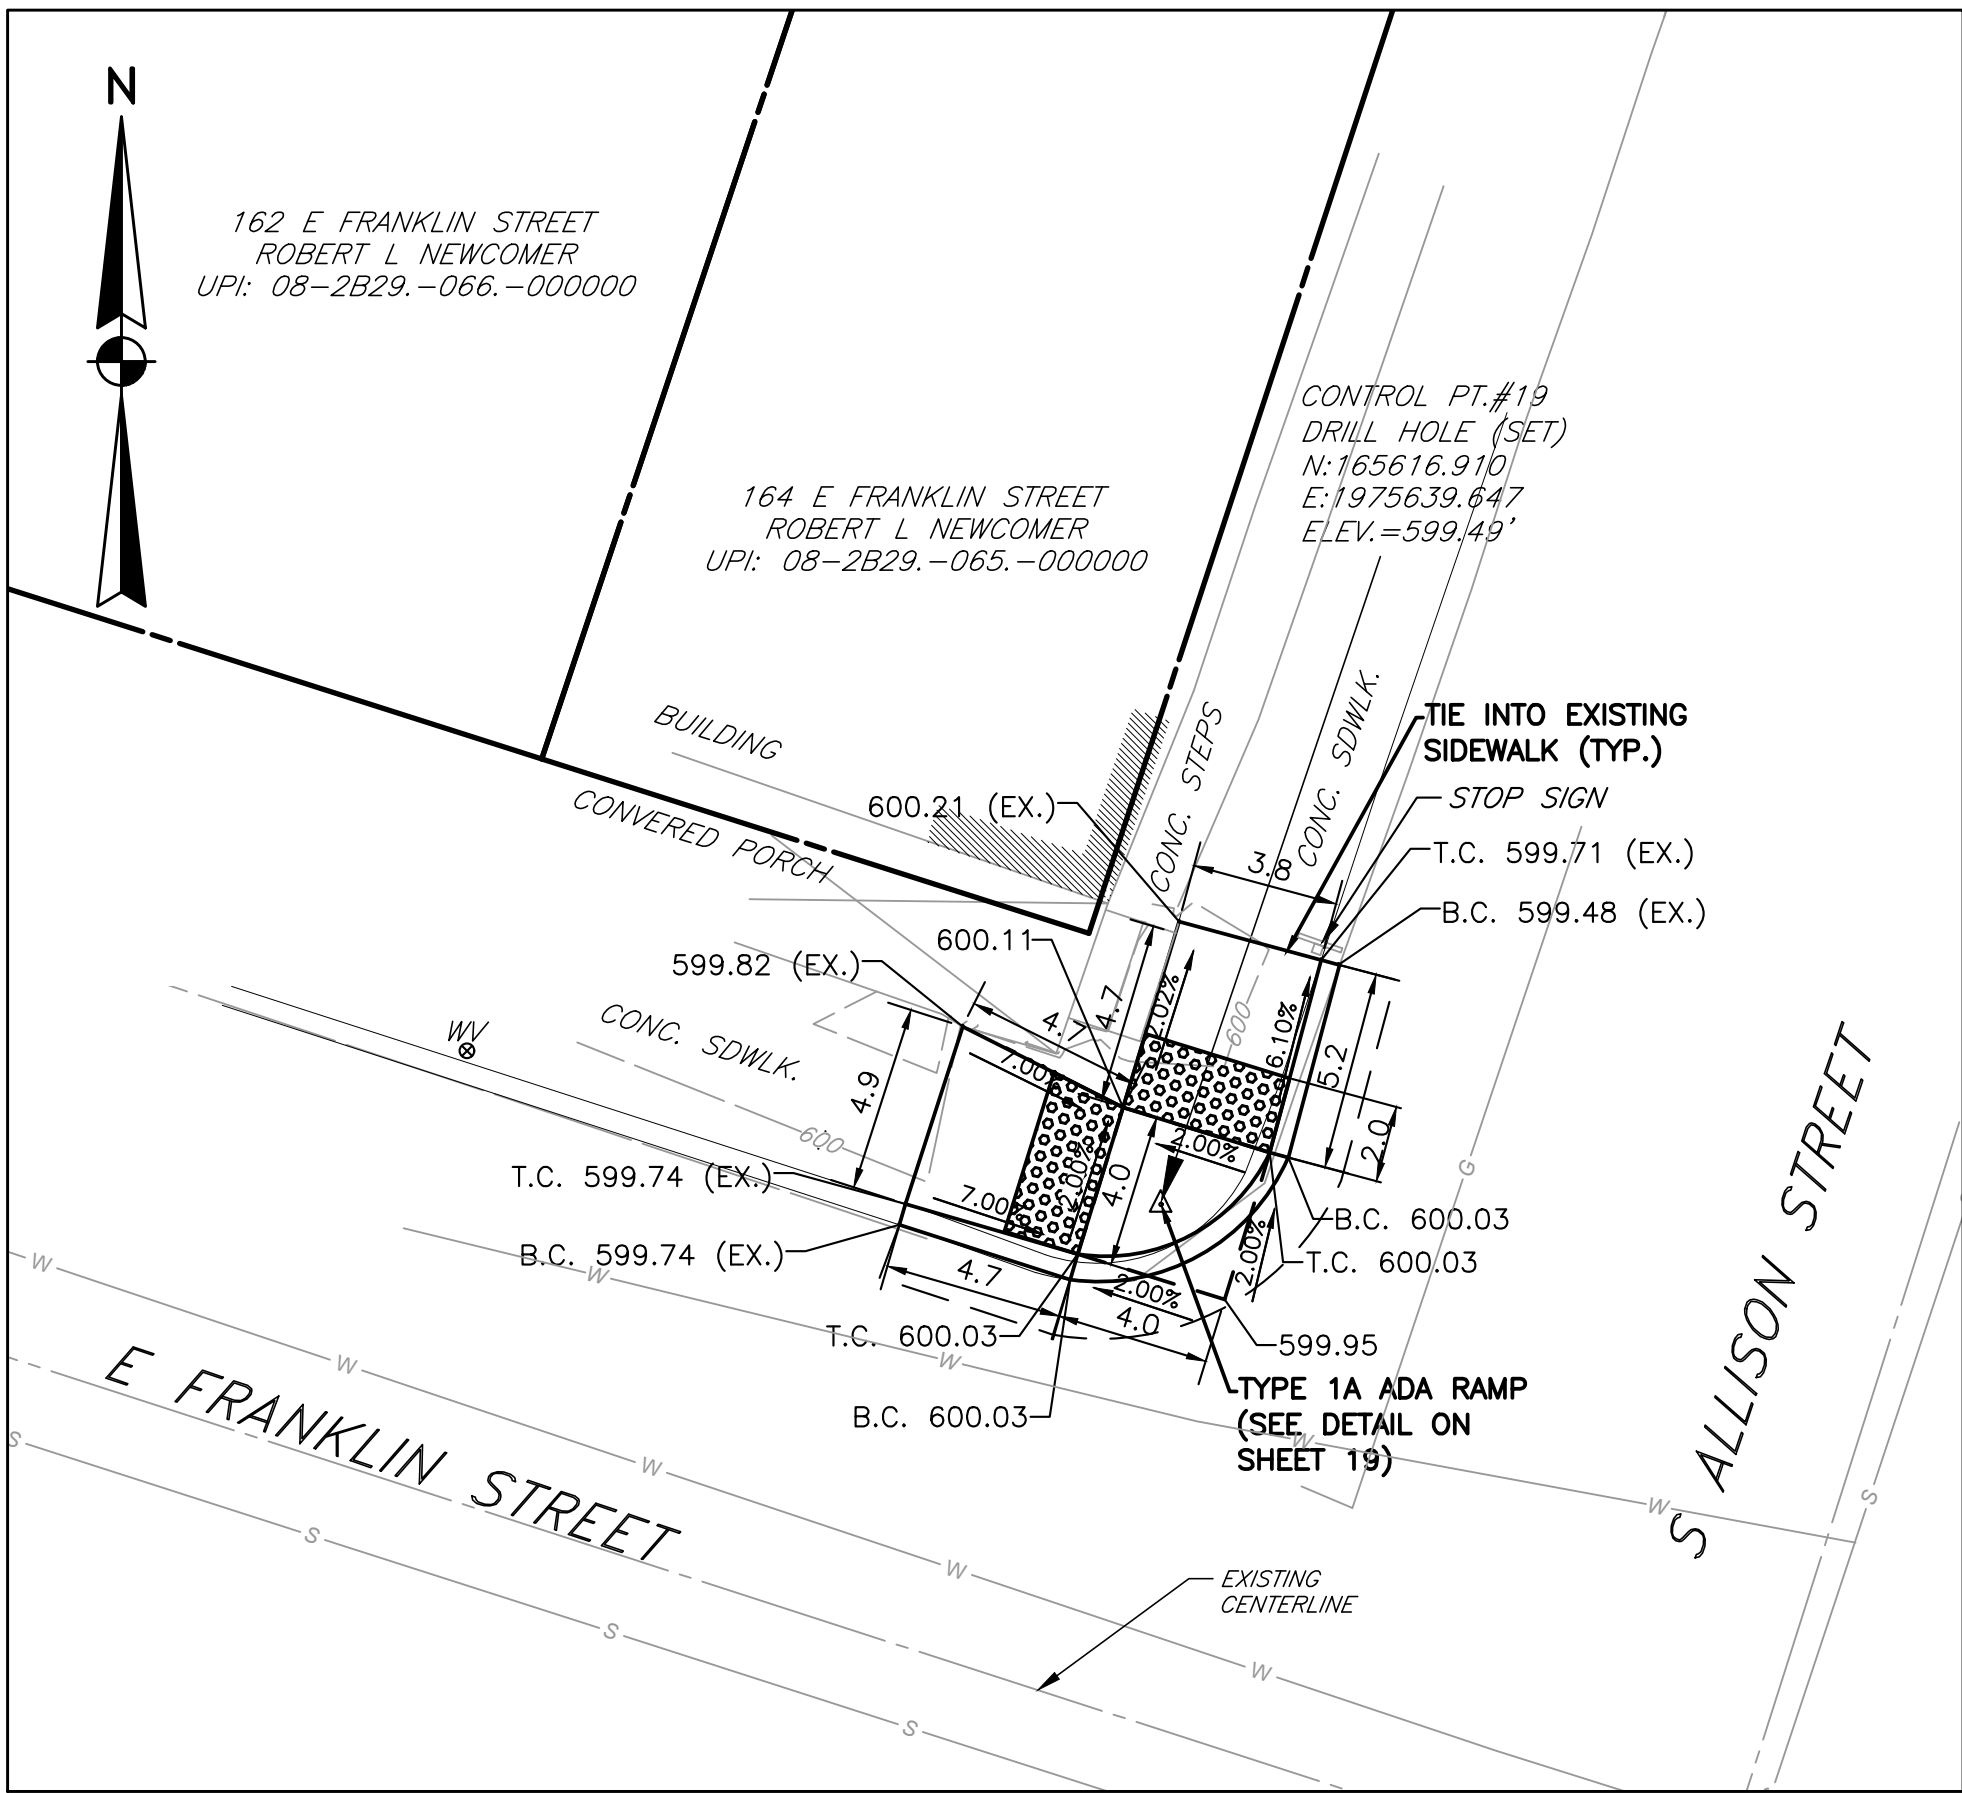 N
162 E FRANKLIN STREET
ROBERT L NEWCOMER
UPI: 08-2B29.-066.-000000
164 E FRANKLIN STREET
ROBERT L NEWCOMER
UPI: 08-2B29.-065.-000000
CONTROL PT.#19
DRILL HOLE (SET)
N:165616.910
E:1975639.647
ELEV.=599.49'
BUILDING
CONVERED PORCH
CONC. STEPS
CONC. SDWLK.
TIE INTO EXISTING
SIDEWALK (TYP.)
STOP SIGN
T.C. 599.71 (EX.)
B.C. 599.48 (EX.)
600.21 (EX.)
3.8
600.11
599.82 (EX.)
4.7
4.7
2.02%
600
6.10%
5.2
2.0
WV
CONC. SDWLK.
4.9
7.00%
600
2.00%
2.00%
4.0
T.C. 599.74 (EX.)
7.00%
B.C. 599.74 (EX.)
4.7
2.00%
4.0
2.00%
B.C. 600.03
T.C. 600.03
T.C. 600.03
599.95
B.C. 600.03
TYPE 1A ADA RAMP
(SEE DETAIL ON
SHEET 19)
E FRANKLIN STREET
S ALLISON STREET
EXISTING
CENTERLINE
G
W
W
W
W
W
W
W
W
W
S
S
S
S
S